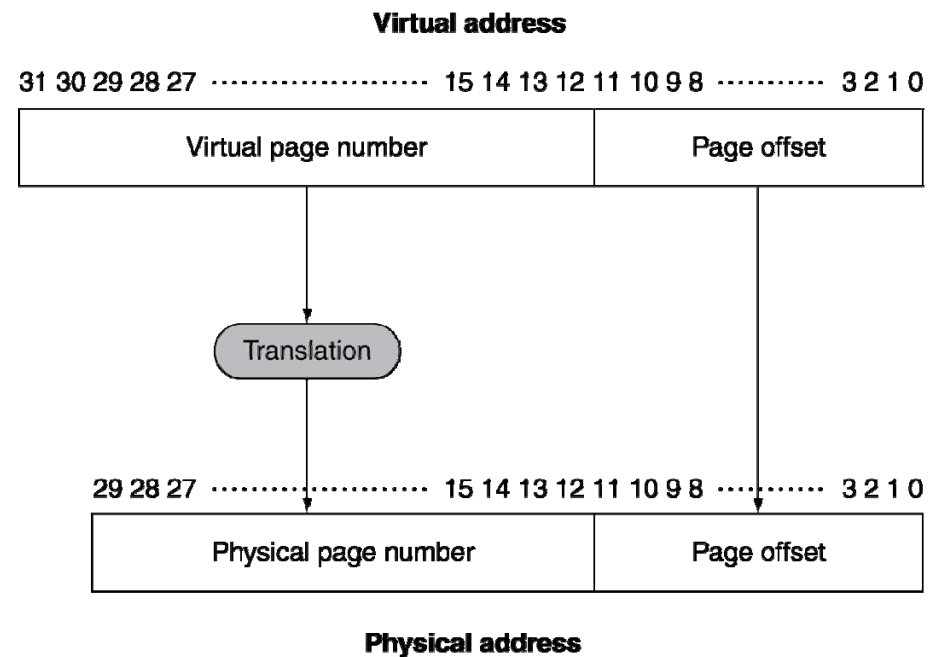 Virtual address
31 30 29 28 27 ····················· 15 14 13 12 11 10 9 8 ··········· 3 2 1 0
Virtual page number Page offset
Translation
29 28 27 ····················· 15 14 13 12 11 10 9 8 ··········· 3 2 1 0
Physical page number Page offset
Physical address